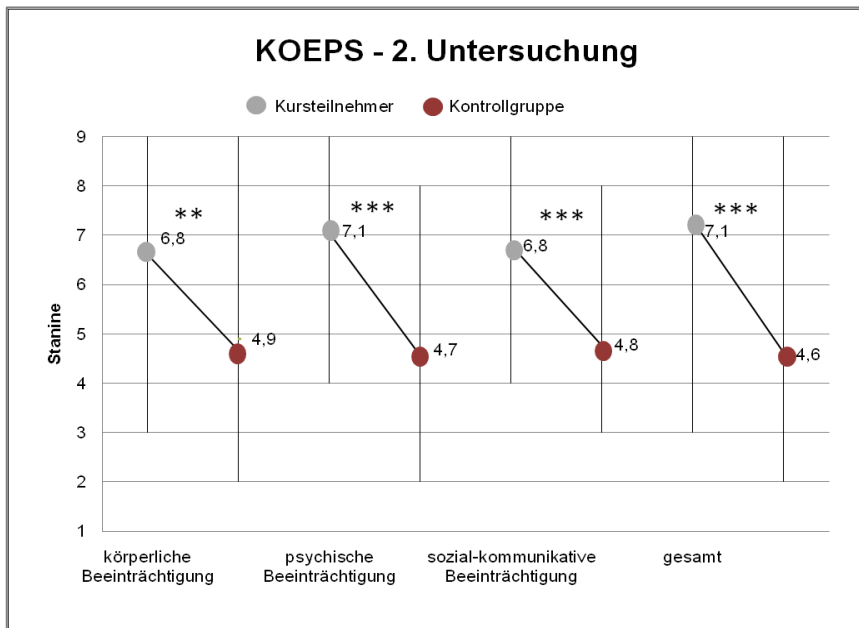 KOEPS - 2. Untersuchung
Kursteilnehmer Kontrollgruppe
9
8
7
6
5
4
3
2
1
Stanine
**
6,8
4,9
***
7,1
4,7
***
6,8
4,8
***
7,1
4,6
körperliche
Beeinträchtigung
psychische
Beeinträchtigung
sozial-kommunikative
Beeinträchtigung
gesamt